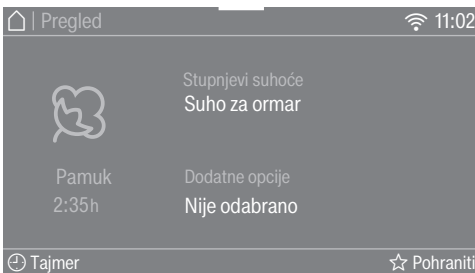 | Pregled 11:02
Stupnjevi suhoće
Suho za ormar
Pamuk
2:35h
Dodatne opcije
Nije odabrano
Tajmer
Pohraniti